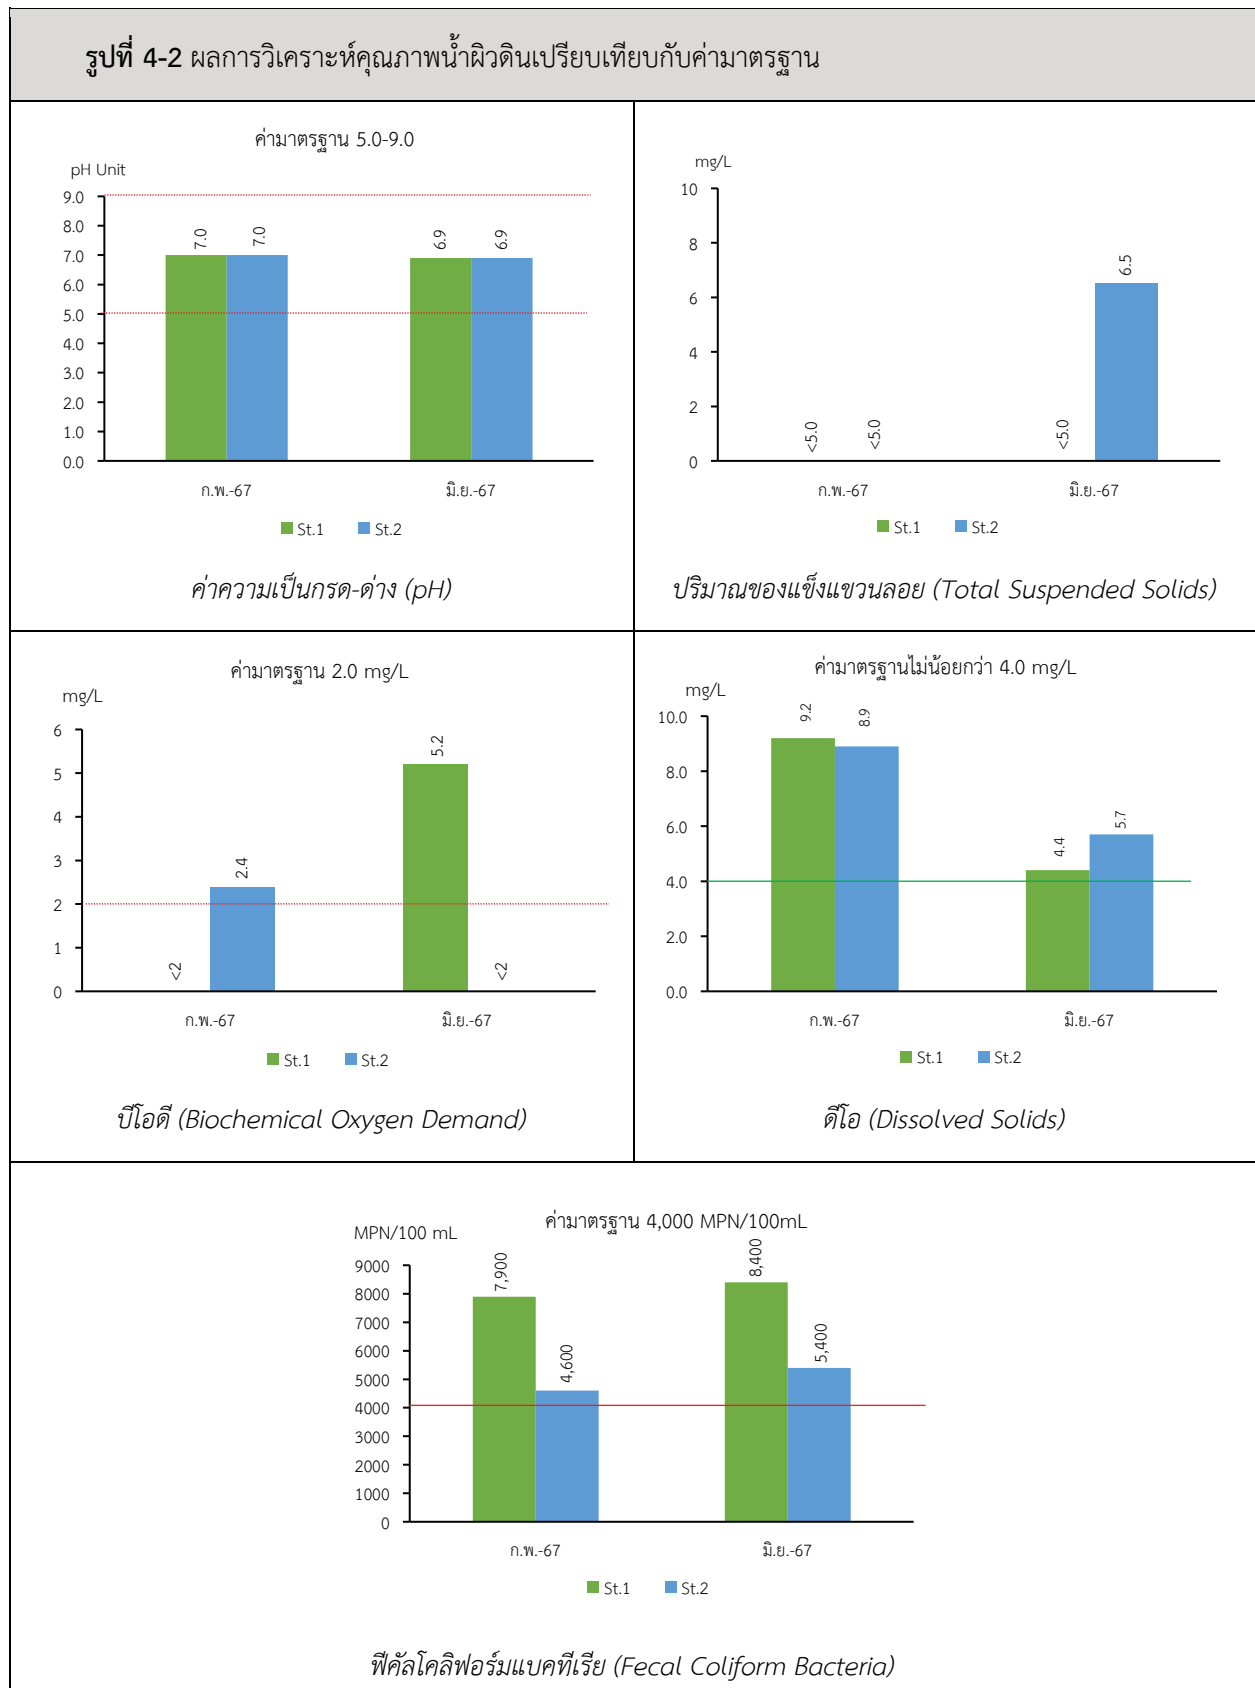 รูปที่ 4-2 ผลการวิเคราะห์คุณภาพน้ำผิวดินเปรียบเทียบกับค่ามาตรฐาน
ค่ามาตรฐาน 5.0-9.0
pH Unit
9.0
8.0
7.0
6.0
5.0
4.0
3.0
2.0
1.0
0.0
7.0
7.0
6.9
6.9
ก.พ.-67
มิ.ย.-67
St.1
St.2
ค่าความเป็นกรด-ด่าง (pH)
mg/L
10
8
6
4
2
0
<5.0
<5.0
<5.0
6.5
ก.พ.-67
มิ.ย.-67
St.1
St.2
ปริมาณของแข็งแขวนลอย (Total Suspended Solids)
ค่ามาตรฐาน 2.0 mg/L
mg/L
6
5
4
3
2
1
0
<2
2.4
5.2
<2
ก.พ.-67
มิ.ย.-67
St.1
St.2
บีโอดี (Biochemical Oxygen Demand)
ค่ามาตรฐานไม่น้อยกว่า 4.0 mg/L
mg/L
10.0
8.0
6.0
4.0
2.0
0.0
9.2
8.9
4.4
5.7
ก.พ.-67
มิ.ย.-67
St.1
St.2
ดีโอ (Dissolved Solids)
ค่ามาตรฐาน 4,000 MPN/100mL
MPN/100 mL
9000
8000
7000
6000
5000
4000
3000
2000
1000
0
7,900
4,600
8,400
5,400
ก.พ.-67
มิ.ย.-67
St.1
St.2
ฟีคัลโคลิฟอร์มแบคทีเรีย (Fecal Coliform Bacteria)